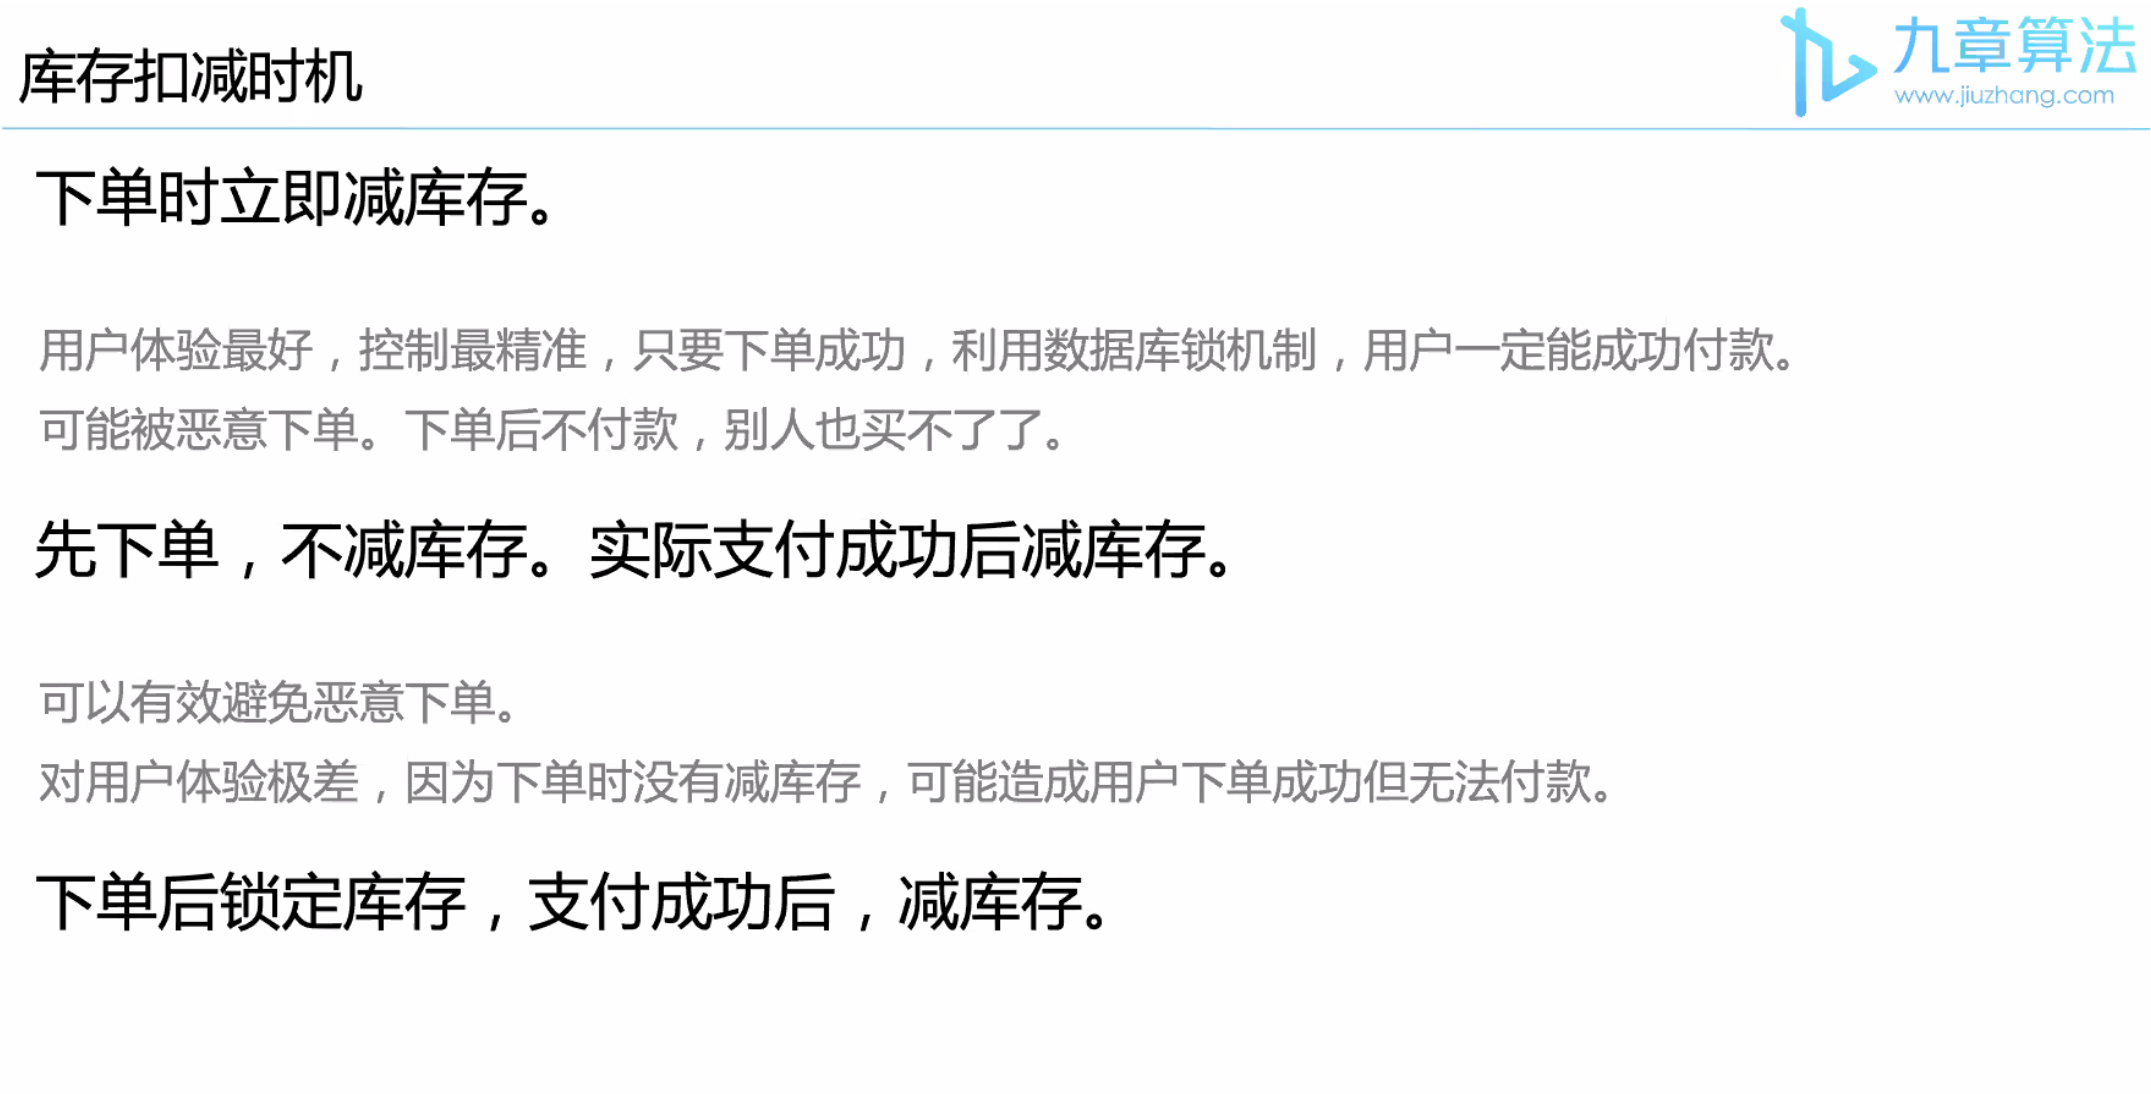 库存扣减时机
九章算法
www.jiuzhang.com
下单时立即减库存。
用户体验最好，控制最精准，只要下单成功，利用数据库锁机制，用户一定能成功付款。
可能被恶意下单。下单后不付款，别人也买不了了。
先下单，不减库存。实际支付成功后减库存。
可以有效避免恶意下单。
对用户体验极差，因为下单时没有减库存，可能造成用户下单成功但无法付款。
下单后锁定库存，支付成功后，减库存。